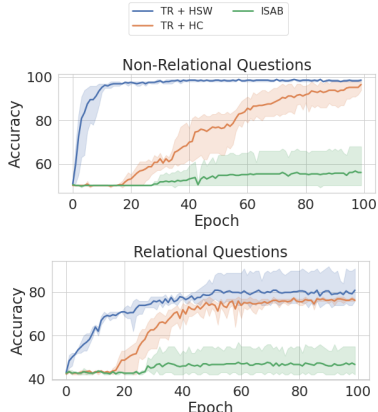 TR + HSW ISAB
TR + HC
Non-Relational Questions
100
80
60
Accuracy
0 20 40 60 80 100
Epoch
Relational Questions
80
60
40
Accuracy
0 20 40 60 80 100
Epoch